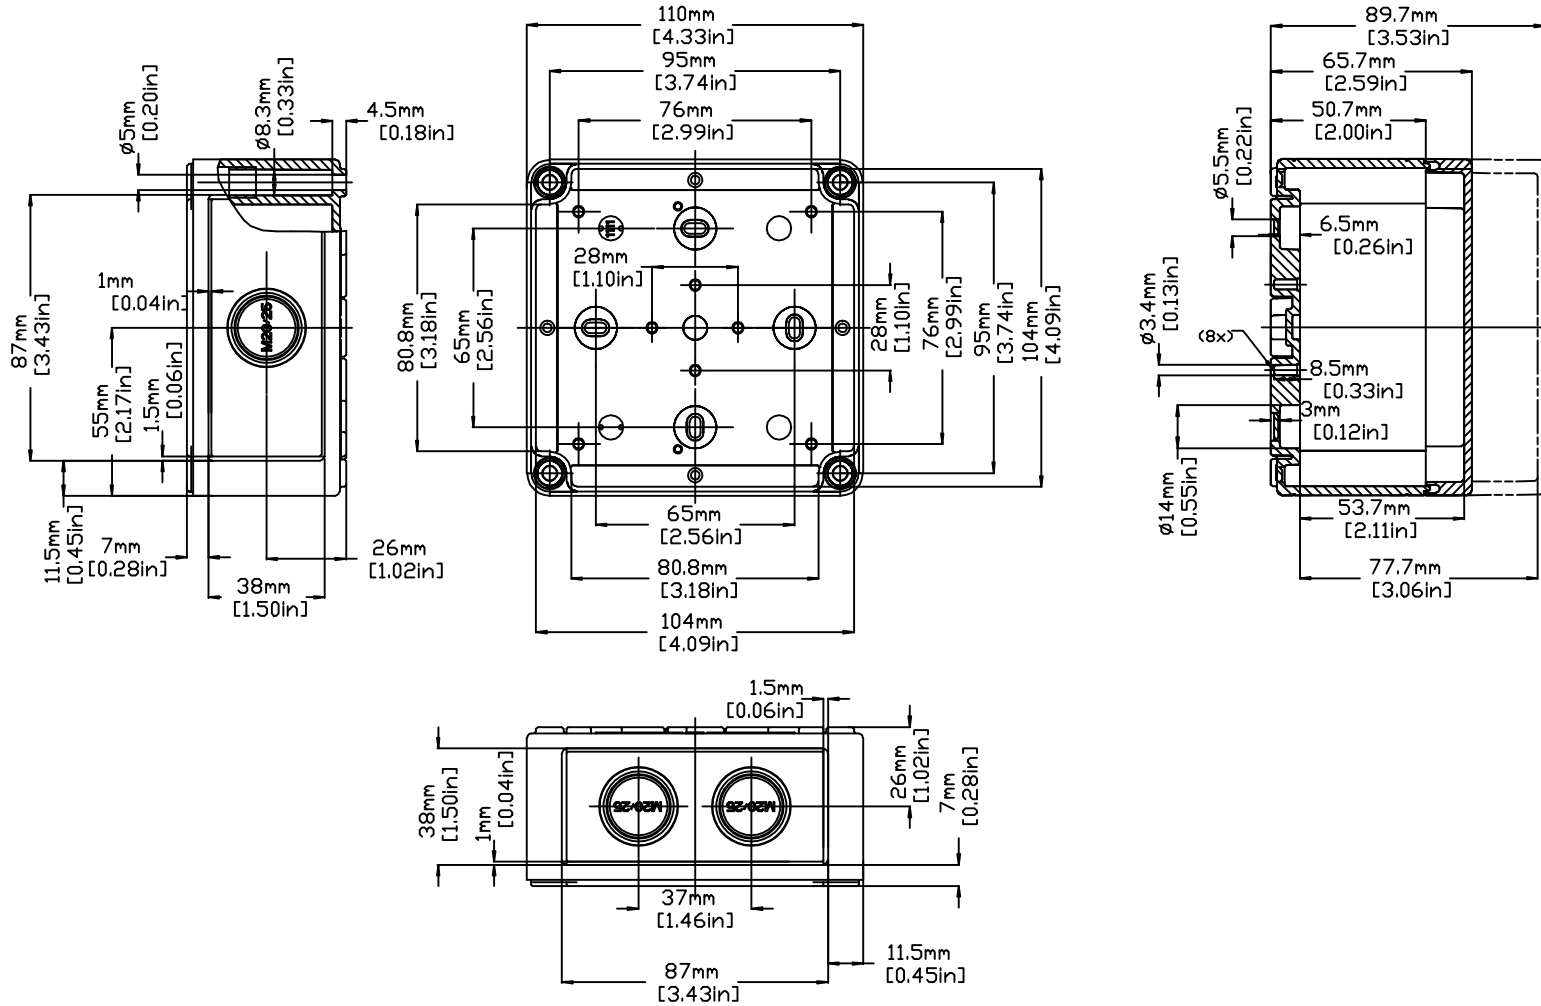 110mm
[4.33in]
95mm
[3.74in]
76mm
[2.99in]
89.7mm
[3.53in]
65.7mm
[2.59in]
50.7mm
[2.00in]
ø5mm
[0.20in]
ø8.3mm
[0.33in]
4.5mm
[0.18in]
87mm
[3.43in]
1mm
[0.04in]
M20/25
55mm
[2.17in]
1.5mm
[0.06in]
11.5mm
[0.45in]
7mm
[0.28in]
26mm
[1.02in]
38mm
[1.50in]
80.8mm
[3.18in]
65mm
[2.56in]
28mm
[1.10in]
28mm
[1.10in]
76mm
[2.99in]
95mm
[3.74in]
104mm
[4.09in]
65mm
[2.56in]
80.8mm
[3.18in]
104mm
[4.09in]
ø5.5mm
[0.22in]
6.5mm
[0.26in]
ø3.4mm
[0.13in]
(8x)
8.5mm
[0.33in]
3mm
[0.12in]
ø14mm
[0.55in]
53.7mm
[2.11in]
77.7mm
[3.06in]
1.5mm
[0.06in]
38mm
[1.50in]
1mm
[0.04in]
M20/25
M20/25
26mm
[1.02in]
7mm
[0.28in]
37mm
[1.46in]
11.5mm
[0.45in]
87mm
[3.43in]